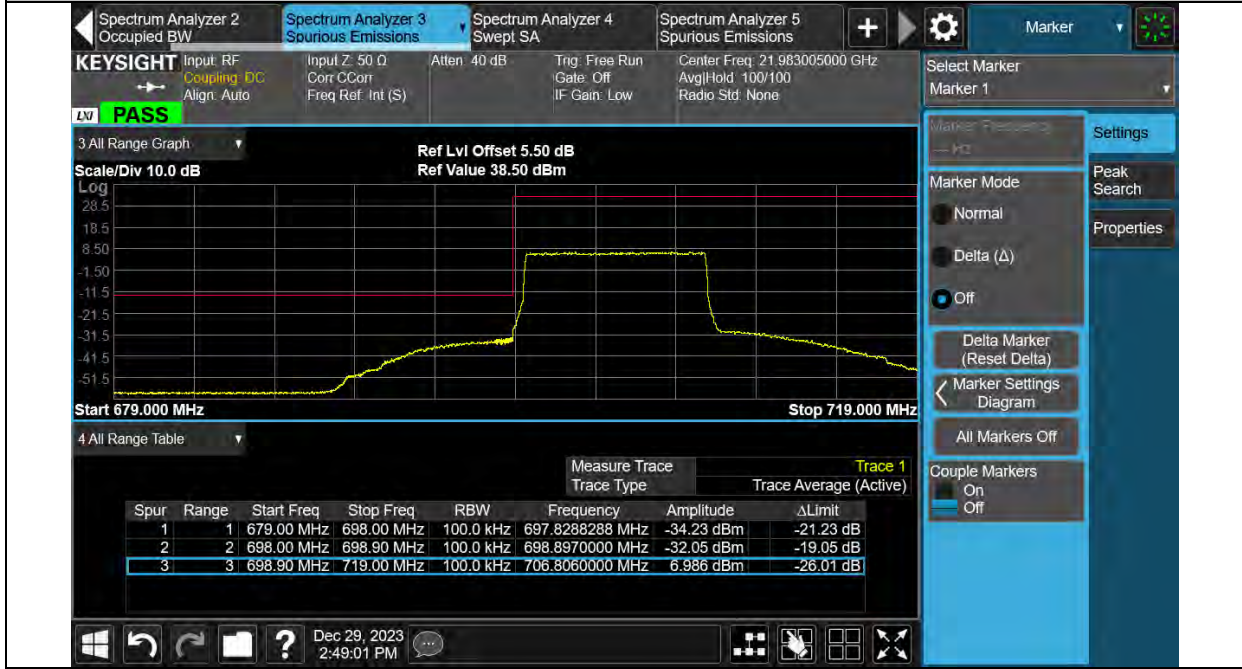 Spectrum Analyzer 2
Occupied BW
Spectrum Analyzer 3
Spurious Emissions
Spectrum Analyzer 4
Swept SA
Spectrum Analyzer 5
Spurious Emissions
Marker
KEYSIGHT
Input: RF
Coupling: DC
Align: Auto
Input Z: 50 Ω
Corr CCorr
Freq Ref: Int (S)
Atten: 40 dB
Trig: Free Run
Gate: Off
IF Gain: Low
Center Freq: 21.983005000 GHz
Avg|Hold: 100/100
Radio Std: None
LXI PASS
Select Marker
Marker 1
Marker Frequency
--- Hz
Settings
Peak Search
Properties
Marker Mode
Normal
Delta (Δ)
Off
Delta Marker
(Reset Delta)
Marker Settings
Diagram
All Markers Off
Couple Markers
On
Off
3 All Range Graph
Scale/Div 10.0 dB
Ref Lvl Offset 5.50 dB
Ref Value 38.50 dBm
Log
28.5
18.5
8.50
-1.50
-11.5
-21.5
-31.5
-41.5
-51.5
Start 679.000 MHz
Stop 719.000 MHz
4 All Range Table
Measure Trace Trace 1
Trace Type Trace Average (Active)
Spur Range Start Freq Stop Freq RBW Frequency Amplitude ΔLimit
1 1 679.00 MHz 698.00 MHz 100.0 kHz 697.8288288 MHz -34.23 dBm -21.23 dB
2 2 698.00 MHz 698.90 MHz 100.0 kHz 698.8970000 MHz -32.05 dBm -19.05 dB
3 3 698.90 MHz 719.00 MHz 100.0 kHz 706.8060000 MHz 6.986 dBm -26.01 dB
Dec 29, 2023
2:49:01 PM